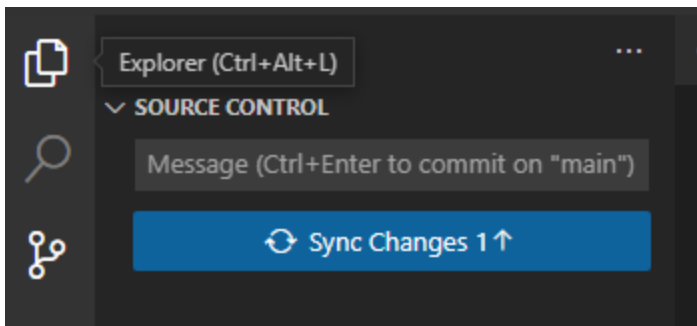 Explorer (Ctrl+Alt+L)
SOURCE CONTROL
Message (Ctrl+Enter to commit on "main")
Sync Changes 1↑